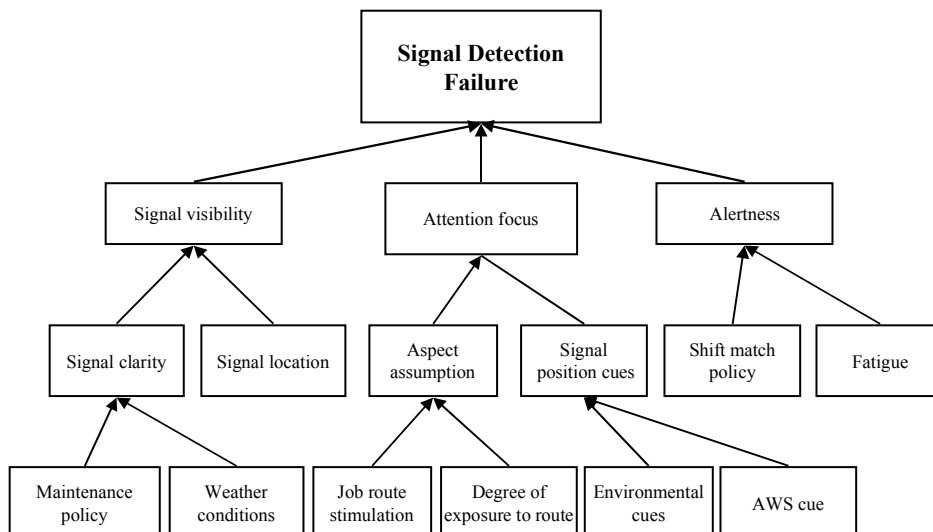 Signal Detection
Failure
Signal visibility
Attention focus
Alertness
Signal clarity
Signal location
Aspect
assumption
Signal
position cues
Shift match
policy
Fatigue
Maintenance
policy
Weather
conditions
Job route
stimulation
Degree of
exposure to route
Environmental
cues
AWS cue